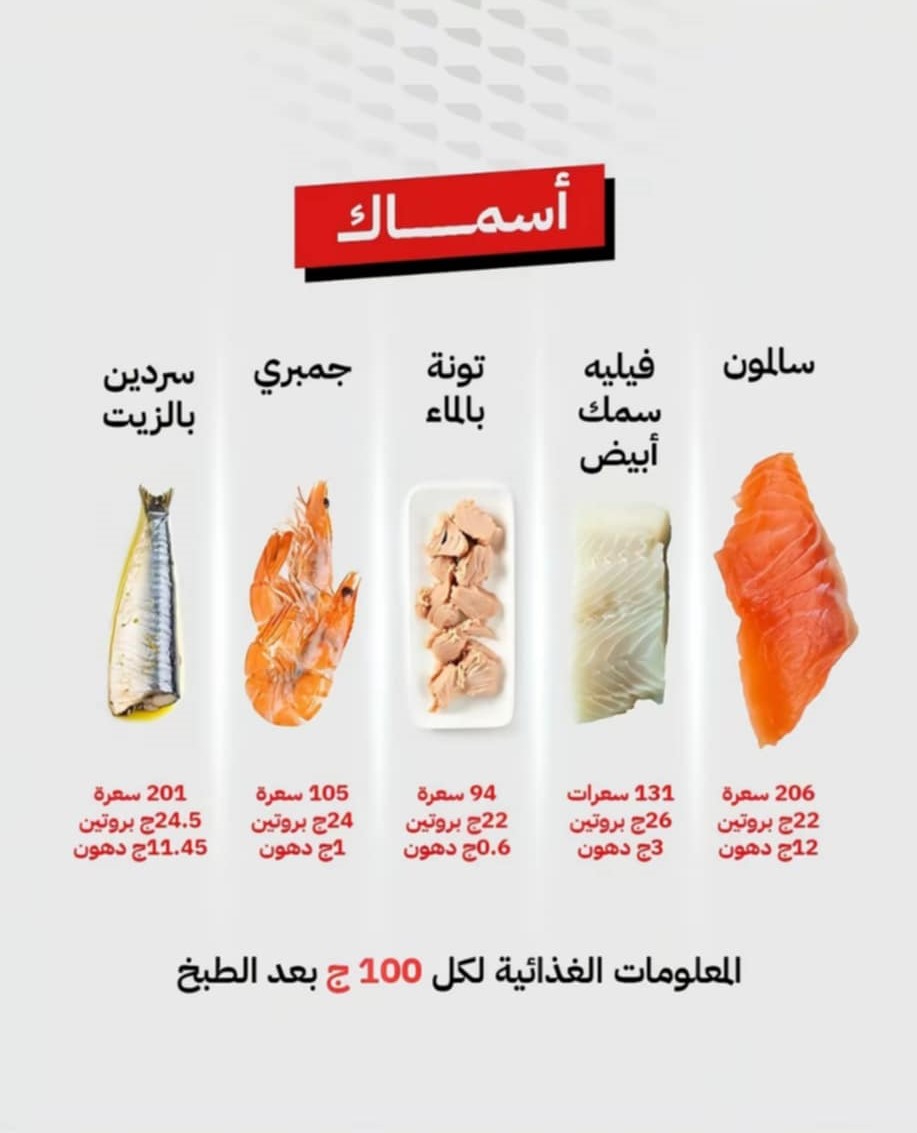 أسمـــاك
سالمون
فيليه
سمك
أبيض
تونة
بالماء
جمبري
سردين
بالزيت
206 سعرة
22ج بروتين
12ج دهون
131 سعرات
26ج بروتين
3ج دهون
94 سعرة
22ج بروتين
0.6ج دهون
105 سعرة
24ج بروتين
1ج دهون
201 سعرة
24.5ج بروتين
11.45ج دهون
المعلومات الغذائية لكل 100 ج بعد الطبخ